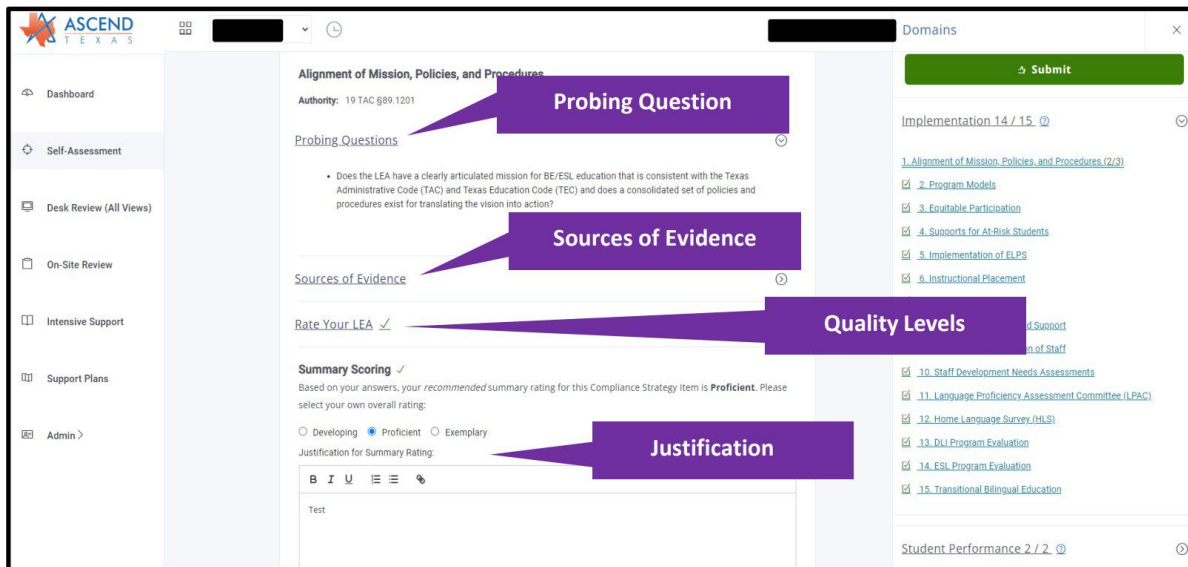 ASCEND
TEXAS
Dashboard
Self-Assessment
Desk Review (All Views)
On-Site Review
Intensive Support
Support Plans
Admin >
Alignment of Mission, Policies, and Procedures
Authority: 19 TAC §89.1201
Probing Question
Probing Questions
• Does the LEA have a clearly articulated mission for BE/ESL education that is consistent with the Texas
Administrative Code (TAC) and Texas Education Code (TEC) and does a consolidated set of policies and
procedures exist for translating the vision into action?
Sources of Evidence
Sources of Evidence
Rate Your LEA ✓
Quality Levels
Summary Scoring ✓
Based on your answers, your recommended summary rating for this Compliance Strategy Item is Proficient. Please
select your own overall rating:
Developing Proficient Exemplary
Justification for Summary Rating:
Justification
B I U
Test
Domains
Submit
Implementation 14 / 15
1. Alignment of Mission, Policies, and Procedures (2/3)
2. Program Models
3. Equitable Participation
4. Supports for At-Risk Students
5. Implementation of ELPS
6. Instructional Placement
d Support
n of Staff
10. Staff Development Needs Assessments
11. Language Proficiency Assessment Committee (LPAC)
12. Home Language Survey (HLS)
13. DLI Program Evaluation
14. ESL Program Evaluation
15. Transitional Bilingual Education
Student Performance 2 / 2